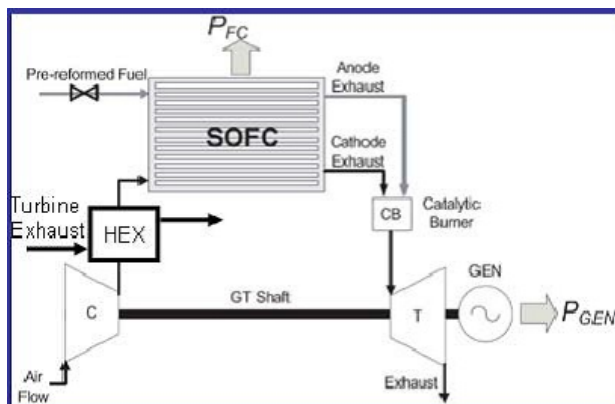 P_FC
Pre-reformed Fuel
Anode
Exhaust
SOFC
Cathode
Exhaust
Turbine
Exhaust
HEX
CB
Catalytic
Burner
GEN
C
GT Shaft
T
P_GEN
Air
Flow
Exhaust